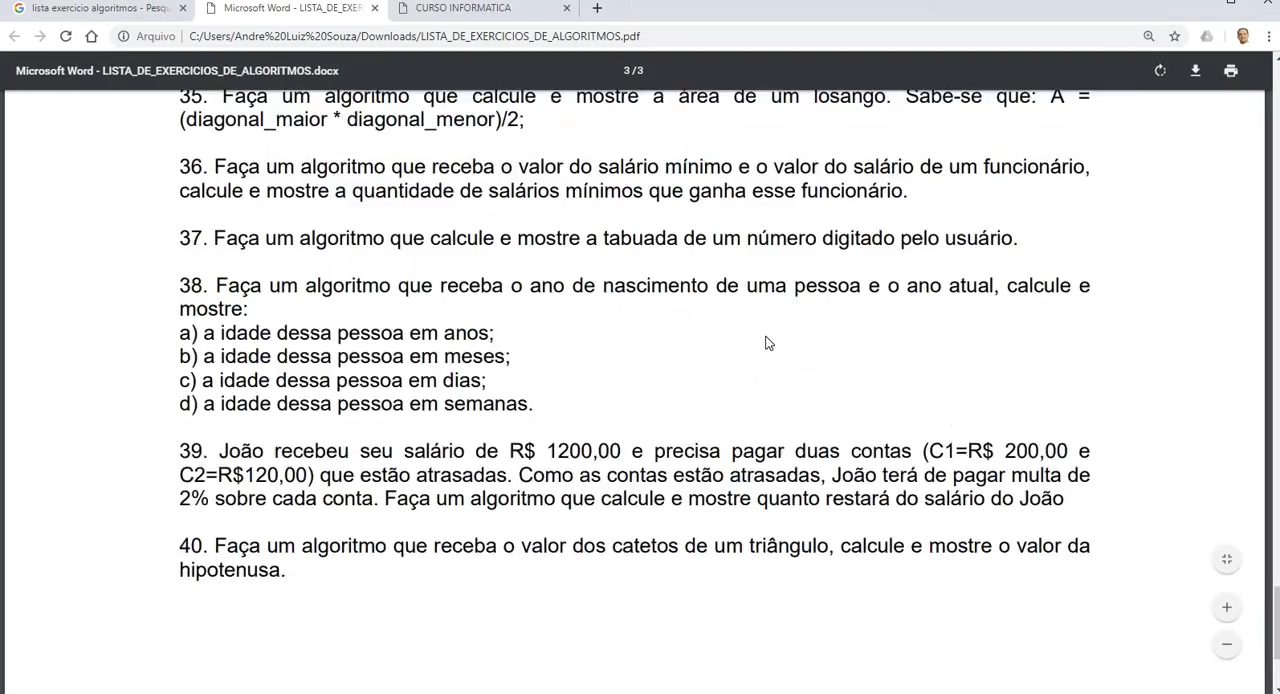 lista exercicio algoritmos - Pesqu
Microsoft Word - LISTA_DE_EXER
CURSO INFORMATICA
Arquivo
C:/Users/Andre%20Luiz%20Souza/Downloads/LISTA_DE_EXERCICIOS_DE_ALGORITMOS.pdf
Microsoft Word - LISTA_DE_EXERCICIOS_DE_ALGORITMOS.docx
3/3
35. Faça um algoritmo que calcule e mostre a área de um losango. Sabe-se que: A =
(diagonal_maior * diagonal_menor)/2;
36. Faça um algoritmo que receba o valor do salário mínimo e o valor do salário de um funcionário,
calcule e mostre a quantidade de salários mínimos que ganha esse funcionário.
37. Faça um algoritmo que calcule e mostre a tabuada de um número digitado pelo usuário.
38. Faça um algoritmo que receba o ano de nascimento de uma pessoa e o ano atual, calcule e
mostre:
a) a idade dessa pessoa em anos;
b) a idade dessa pessoa em meses;
c) a idade dessa pessoa em dias;
d) a idade dessa pessoa em semanas.
39. João recebeu seu salário de R$ 1200,00 e precisa pagar duas contas (C1=R$ 200,00 e
C2=R$120,00) que estão atrasadas. Como as contas estão atrasadas, João terá de pagar multa de
2% sobre cada conta. Faça um algoritmo que calcule e mostre quanto restará do salário do João
40. Faça um algoritmo que receba o valor dos catetos de um triângulo, calcule e mostre o valor da
hipotenusa.